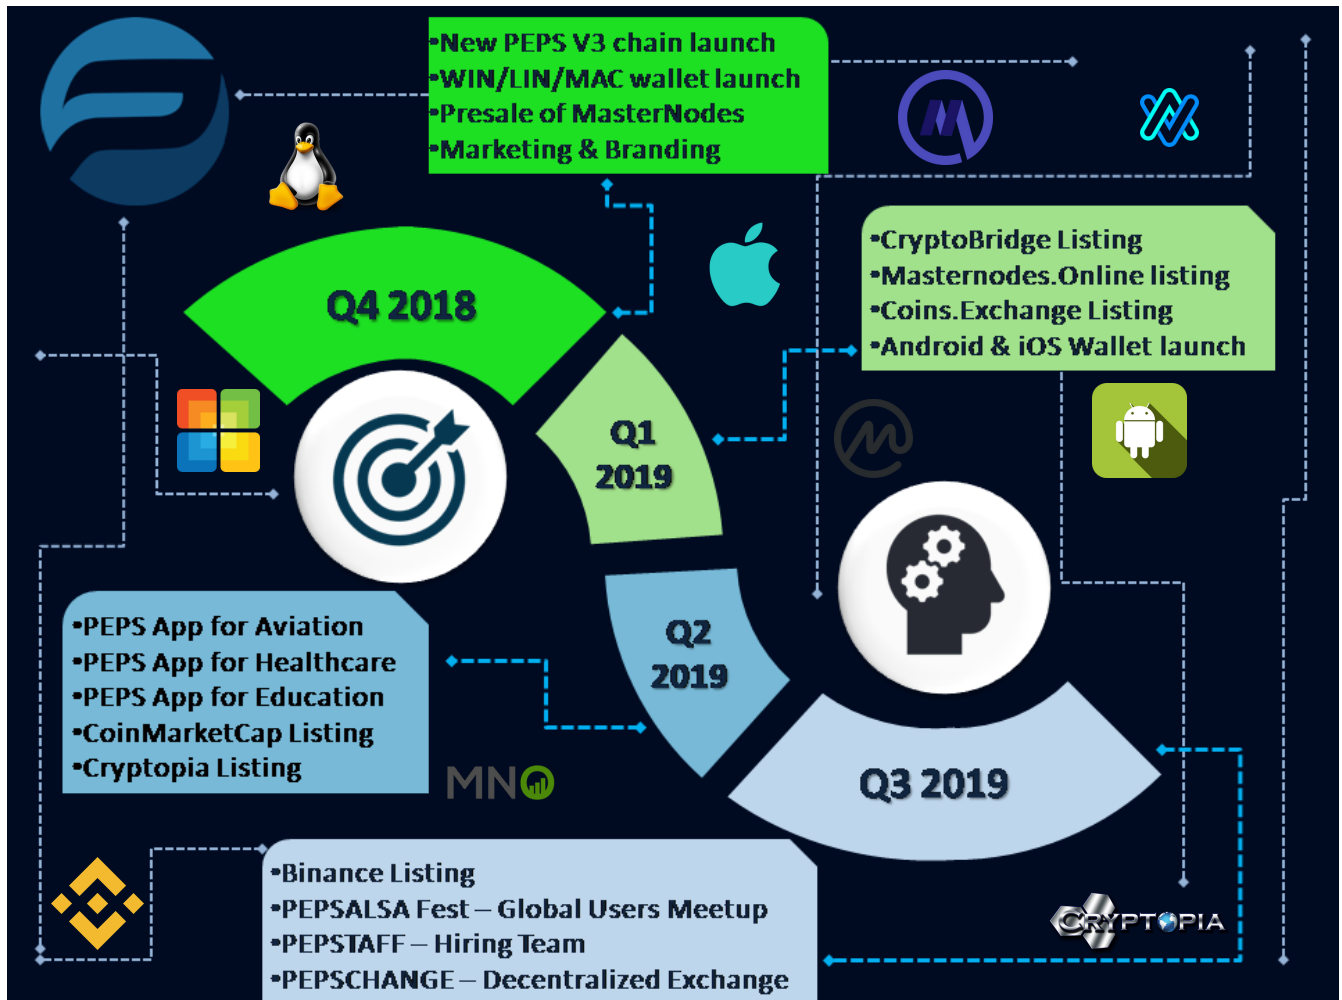 •New PEPS V3 chain launch
•WIN/LIN/MAC wallet launch
•Presale of MasterNodes
•Marketing & Branding
Q4 2018
•CryptoBridge Listing
•Masternodes.Online listing
•Coins.Exchange Listing
•Android & iOS Wallet launch
Q1
2019
Q2
2019
•PEPS App for Aviation
•PEPS App for Healthcare
•PEPS App for Education
•CoinMarketCap Listing
•Cryptopia Listing
MNO
Q3 2019
•Binance Listing
•PEPSALSA Fest – Global Users Meetup
•PEPSTAFF – Hiring Team
•PEPSCHANGE – Decentralized Exchange
CRYPTOPIA